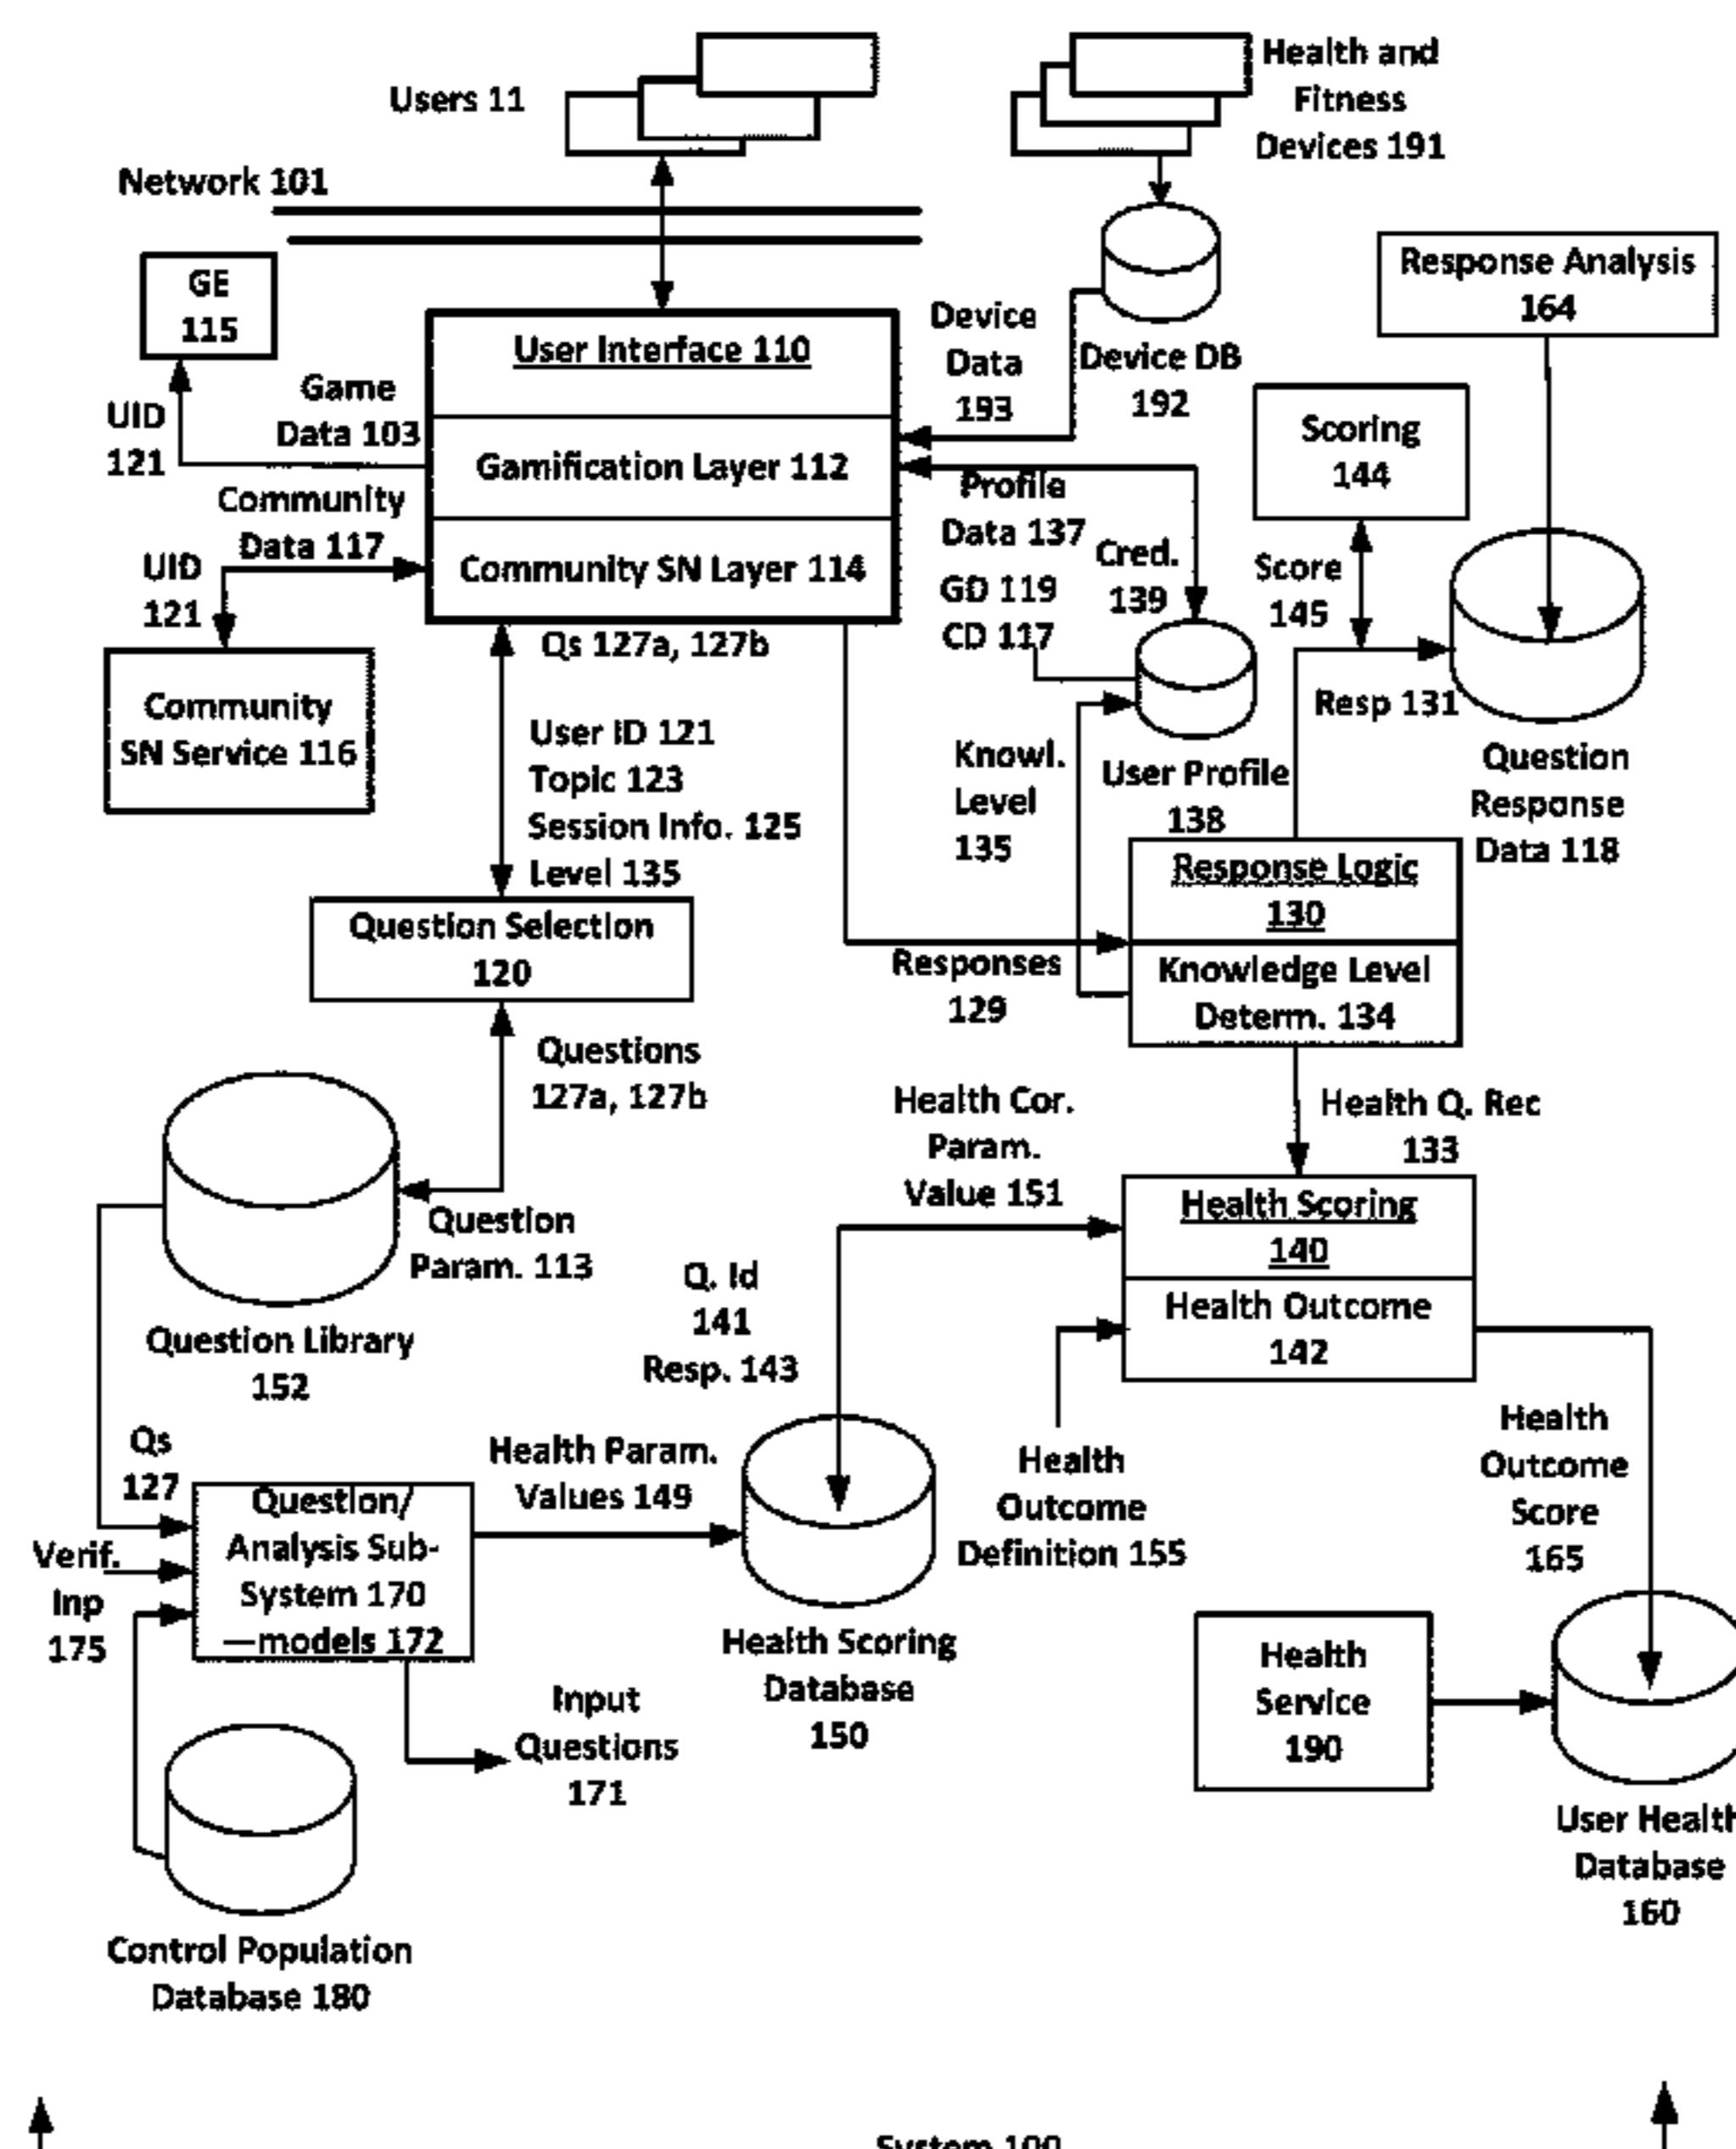 Users 11
Health and
Fitness
Devices 191
Network 101
GE
115
Response Analysis
164
User Interface 110
Device
Data
193
Device DB
192
Game
Data 103
UID
121
Gamification Layer 112
Scoring
144
Community
Data 117
UID
121
Community SN Layer 114
Profile
Data 137
GD 119
CD 117
Cred.
139
Score
145
Qs 127a, 127b
Community
SN Service 116
User ID 121
Topic 123
Session Info. 125
Level 135
Knowl.
Level
135
User Profile
138
Resp 131
Question
Response
Data 118
Response Logic
130
Knowledge Level
Determ. 134
Question Selection
120
Responses
129
Questions
127a, 127b
Health Cor.
Param.
Value 151
Health Q. Rec
133
Health Scoring
140
Health Outcome
142
Question
Param. 113
Q. Id
141
Resp. 143
Question Library
152
Qs
127
Health Param.
Values 149
Health
Outcome
Definition 155
Health
Outcome
Score
165
Verif.
Inp
175
Question/
Analysis Sub-
System 170
—models 172
Health Scoring
Database
150
Input
Questions
171
Health
Service
190
User Health
Database
160
Control Population
Database 180
System 100